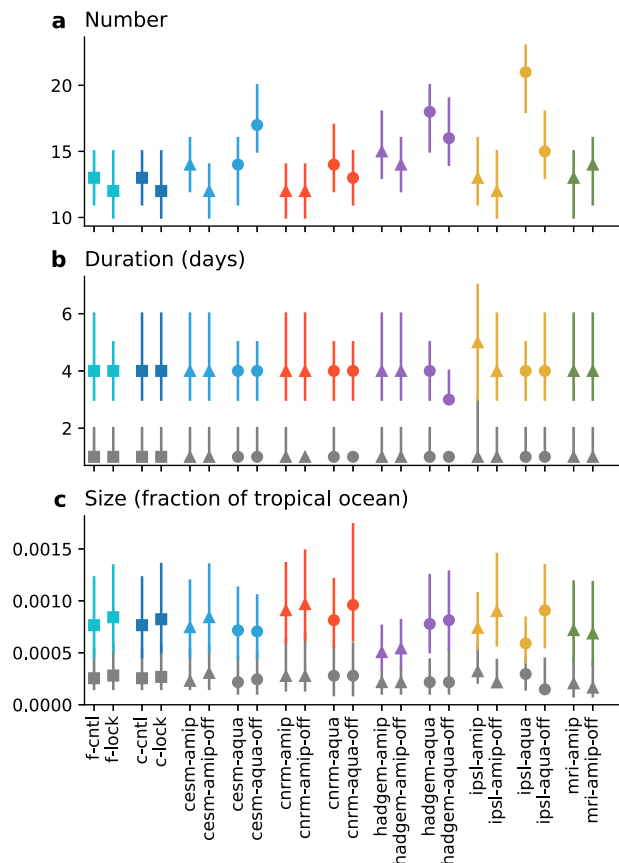 a Number
20
15
10
b Duration (days)
6
4
2
c Size (fraction of tropical ocean)
0.0015
0.0010
0.0005
0.0000
f-cntl
f-lock
c-cntl
c-lock
cesm-amip
cesm-amip-off
cesm-aqua
cesm-aqua-off
cnrm-amip
cnrm-amip-off
cnrm-aqua
cnrm-aqua-off
hadgem-amip
hadgem-amip-off
hadgem-aqua
hadgem-aqua-off
ipsl-amip
ipsl-amip-off
ipsl-aqua
ipsl-aqua-off
mri-amip
mri-amip-off